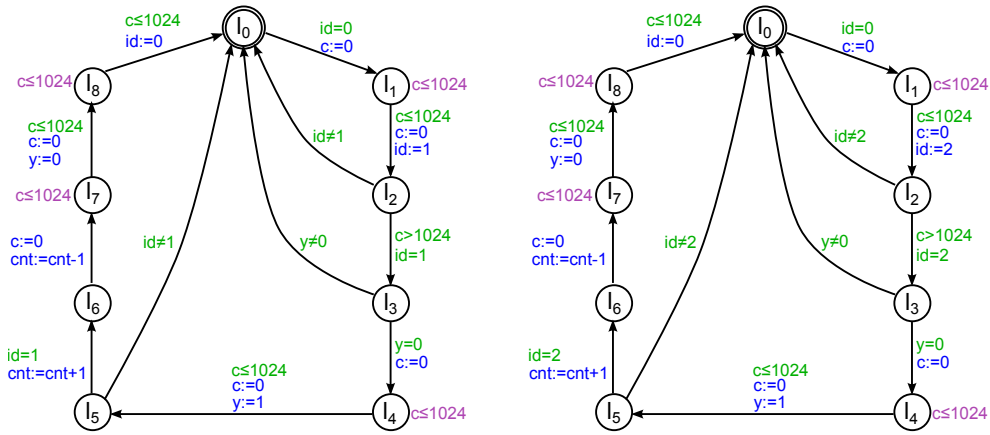 c≤1024
id:=0
l0
id=0
c:=0
c≤1024
l8
l1
c≤1024
c≤1024
c:=0
y:=0
id≠1
c≤1024
c:=0
id:=1
c≤1024
l7
l2
c:=0
cnt:=cnt-1
id≠1
y≠0
c>1024
id=1
l6
l3
id=1
cnt:=cnt+1
c≤1024
c:=0
y:=1
y=0
c:=0
l5
l4
c≤1024
c≤1024
id:=0
l0
id=0
c:=0
c≤1024
l8
l1
c≤1024
c≤1024
c:=0
y:=0
id≠2
c≤1024
c:=0
id:=2
c≤1024
l7
l2
c:=0
cnt:=cnt-1
id≠2
y≠0
c>1024
id=2
l6
l3
id=2
cnt:=cnt+1
c≤1024
c:=0
y:=1
y=0
c:=0
l5
l4
c≤1024